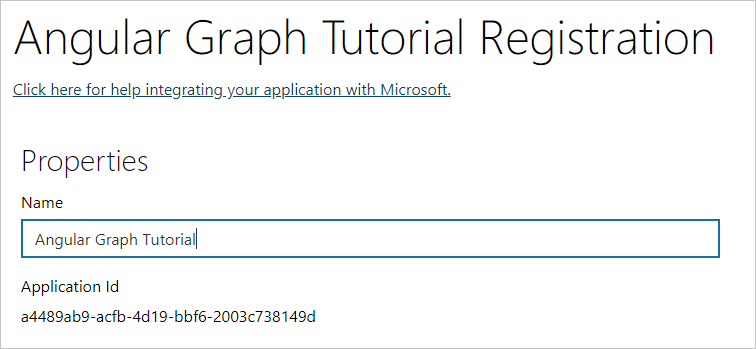 Angular Graph Tutorial Registration
Click here for help integrating your application with Microsoft.
Properties
Name
Angular Graph Tutorial
Application Id
a4489ab9-acfb-4d19-bbf6-2003c738149d